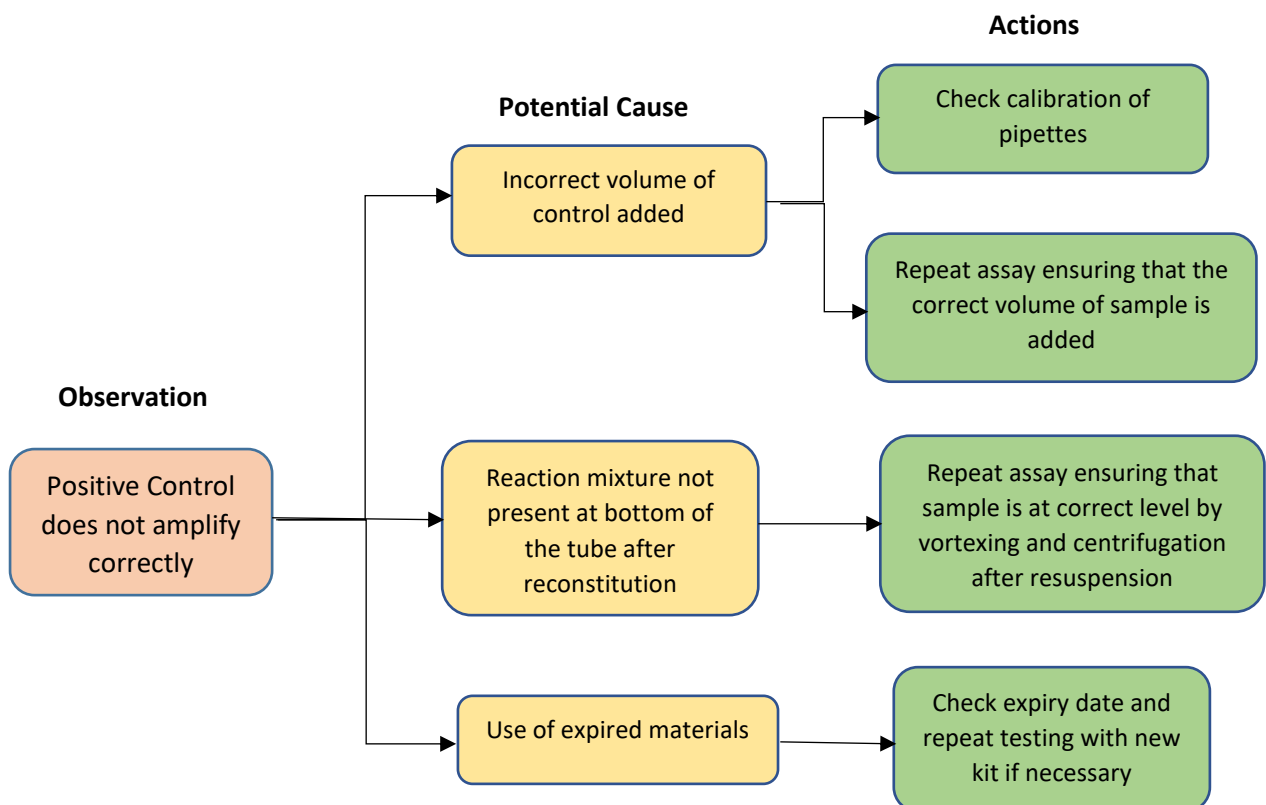 Actions
Potential Cause
Observation
Positive Control
does not amplify
correctly
Incorrect volume of
control added
Check calibration of
pipettes
Repeat assay ensuring that the
correct volume of sample is
added
Reaction mixture not
present at bottom of
the tube after
reconstitution
Repeat assay ensuring that
sample is at correct level by
vortexing and centrifugation
after resuspension
Use of expired materials
Check expiry date and
repeat testing with new
kit if necessary